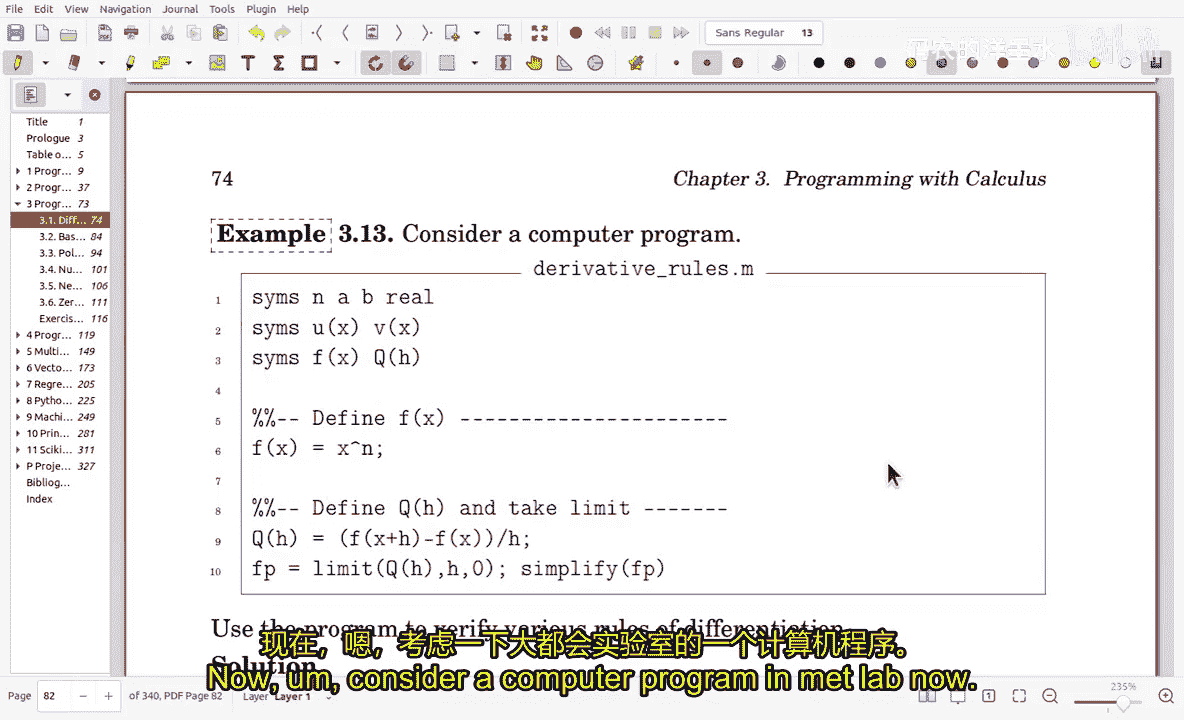 File Edit View Navigation Journal Tools Plugin Help
Sans Regular 13
Title 1
Prologue 3
Table o... 5
1 Progr... 9
2 Progr... 37
3 Progr... 73
3.1. Diff... 74
3.2. Bas... 84
3.3. Pol... 94
3.4. Nu... 101
3.5. Ne... 106
3.6. Zer... 111
Exercis... 116
4 Progr... 119
5 Multi... 149
6 Vecto... 173
7 Regre... 205
8 Pytho... 225
9 Machi... 249
10 Prin... 281
11 Sciki... 311
P Proje... 327
Bibliog...
Index
74 Chapter 3. Programming with Calculus
Example 3.13. Consider a computer program.
derivative_rules.m
1 syms n a b real
2 syms u(x) v(x)
3 syms f(x) Q(h)
4
5 %%-- Define f(x) ----------------------
6 f(x) = x^n;
7
8 %%-- Define Q(h) and take limit -------
9 Q(h) = (f(x+h)-f(x))/h;
10 fp = limit(Q(h),h,0); simplify(fp)
Use the program to verify various rules of differentiation.
Solution.
现在，嗯，考虑一下大都会实验室的一个计算机程序。
Now, um, consider a computer program in met lab now.
Page 82 − + of 340, PDF Page 82 Layer Layer 1
235%